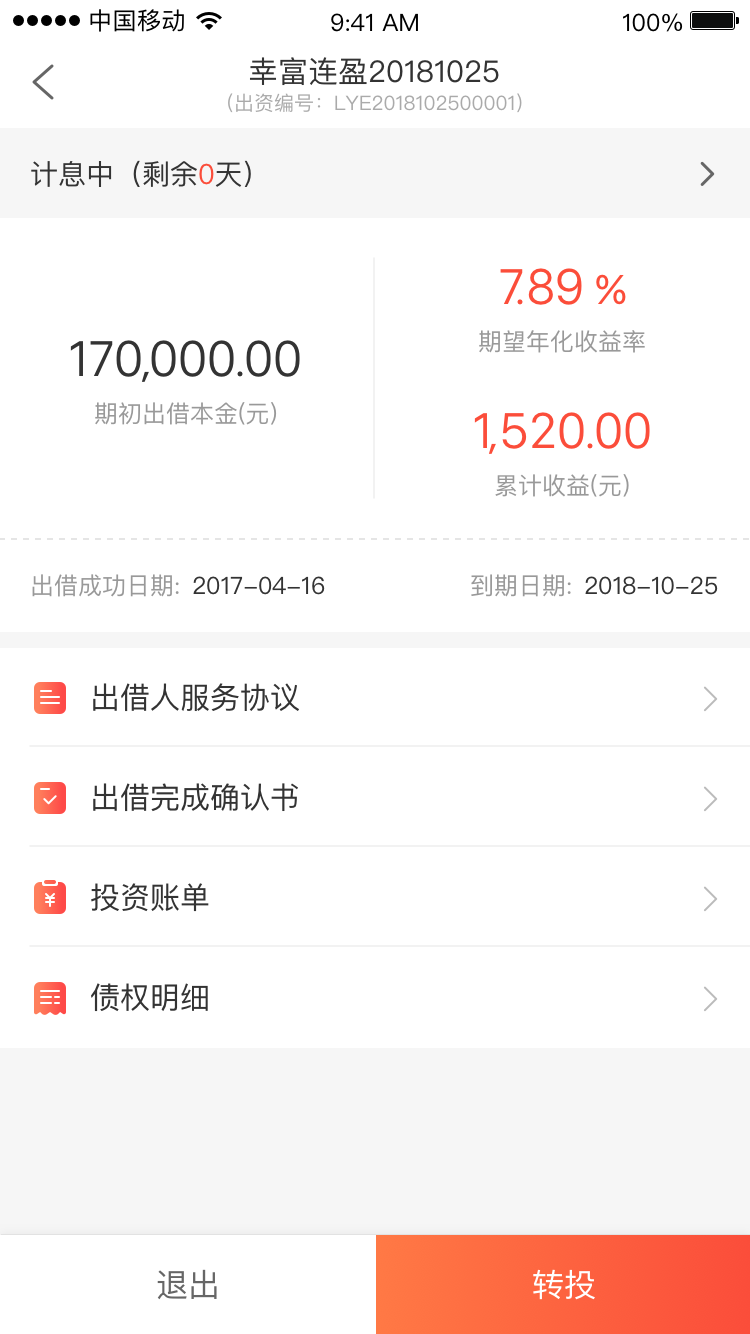 中国移动 9:41 AM 100%
幸富连盈20181025
(出资编号：LYE2018102500001)
计息中（剩余0天）
7.89 %
期望年化收益率
170,000.00
期初出借本金(元)
1,520.00
累计收益(元)
出借成功日期: 2017–04–16 到期日期: 2018–10–25
出借人服务协议
出借完成确认书
¥ 投资账单
债权明细
退出 转投